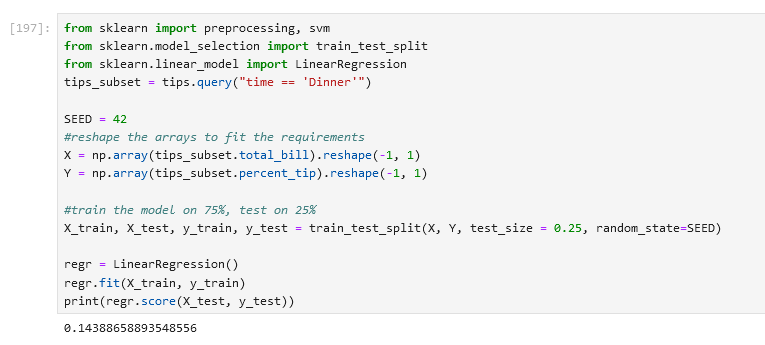 [197]: from sklearn import preprocessing, svm
from sklearn.model_selection import train_test_split
from sklearn.linear_model import LinearRegression
tips_subset = tips.query("time == 'Dinner'")
SEED = 42
#reshape the arrays to fit the requirements
X = np.array(tips_subset.total_bill).reshape(-1, 1)
Y = np.array(tips_subset.percent_tip).reshape(-1, 1)
#train the model on 75%, test on 25%
X_train, X_test, y_train, y_test = train_test_split(X, Y, test_size = 0.25, random_state=SEED)
regr = LinearRegression()
regr.fit(X_train, y_train)
print(regr.score(X_test, y_test))
0.14388658893548556